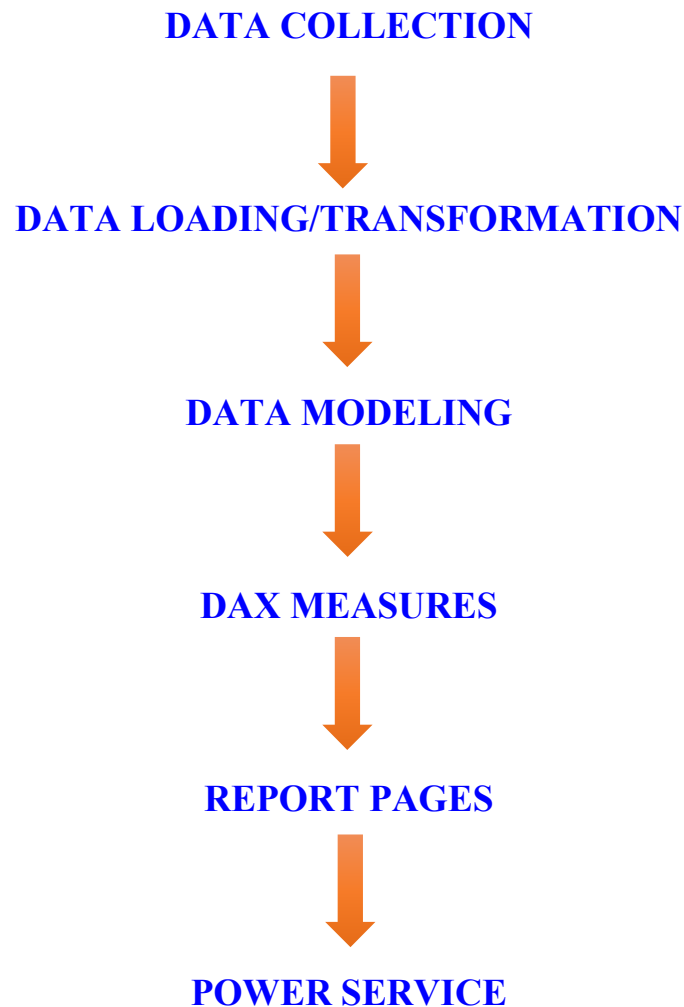 DATA COLLECTION
DATA LOADING/TRANSFORMATION
DATA MODELING
DAX MEASURES
REPORT PAGES
POWER SERVICE